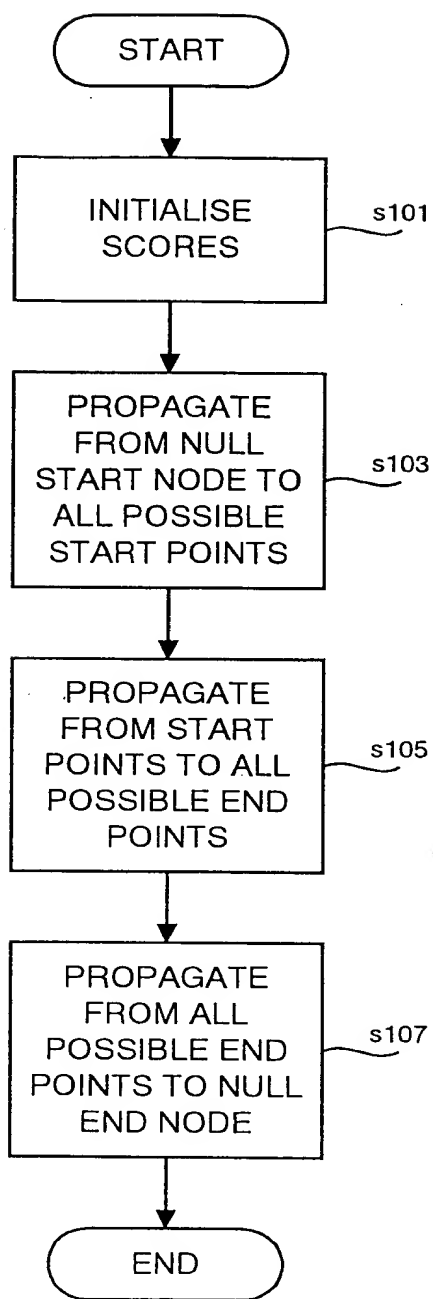 START
INITIALISE
SCORES
s101
PROPAGATE
FROM NULL
START NODE TO
ALL POSSIBLE
START POINTS
s103
PROPAGATE
FROM START
POINTS TO ALL
POSSIBLE END
POINTS
s105
PROPAGATE
FROM ALL
POSSIBLE END
POINTS TO NULL
END NODE
s107
END